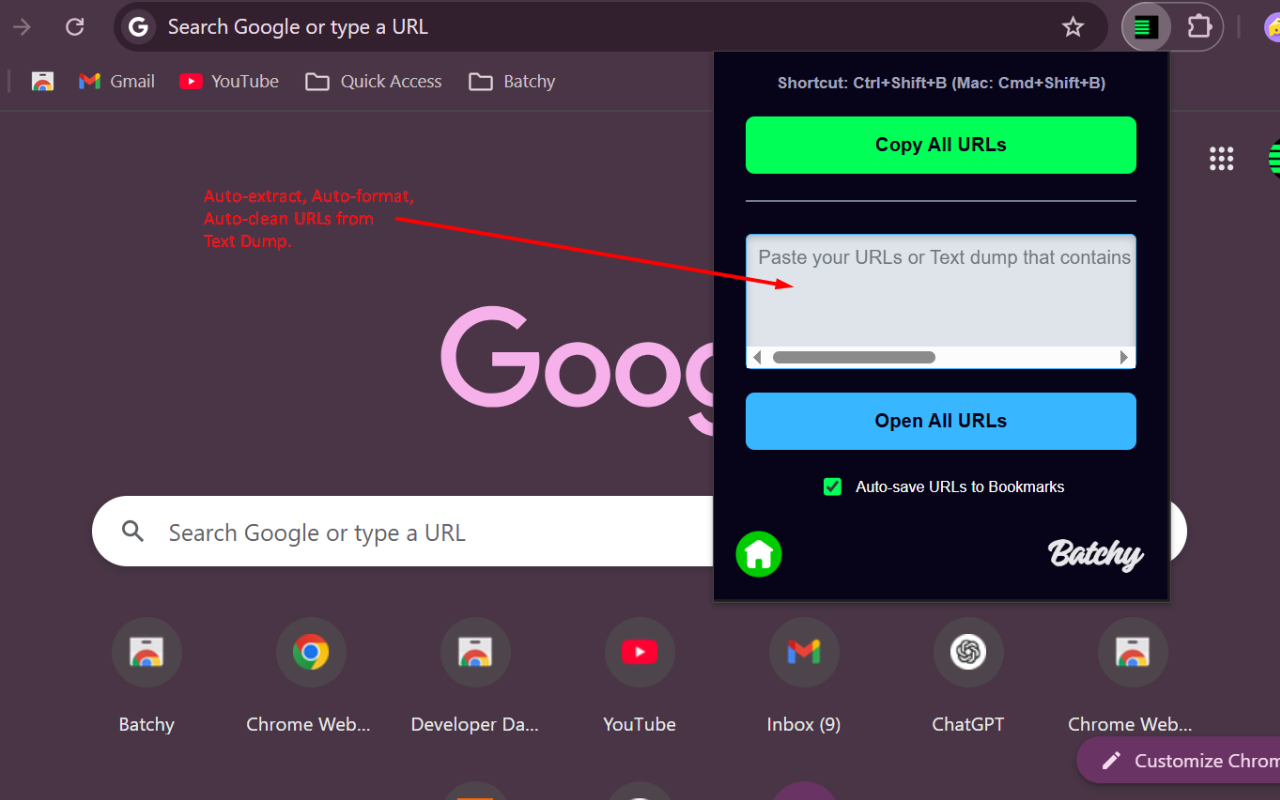 Search Google or type a URL
Gmail
YouTube
Quick Access
Batchy
Shortcut: Ctrl+Shift+B (Mac: Cmd+Shift+B)
Copy All URLs
Auto-extract, Auto-format,
Auto-clean URLs from
Text Dump.
Paste your URLs or Text dump that contains
Open All URLs
Auto-save URLs to Bookmarks
Batchy
Goog
Search Google or type a URL
Batchy
Chrome Web...
Developer Da...
YouTube
Inbox (9)
ChatGPT
Chrome Web...
Customize Chrom